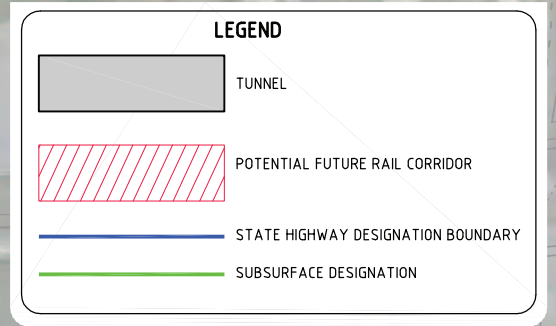 LEGEND
TUNNEL
POTENTIAL FUTURE RAIL CORRIDOR
STATE HIGHWAY DESIGNATION BOUNDARY
SUBSURFACE DESIGNATION